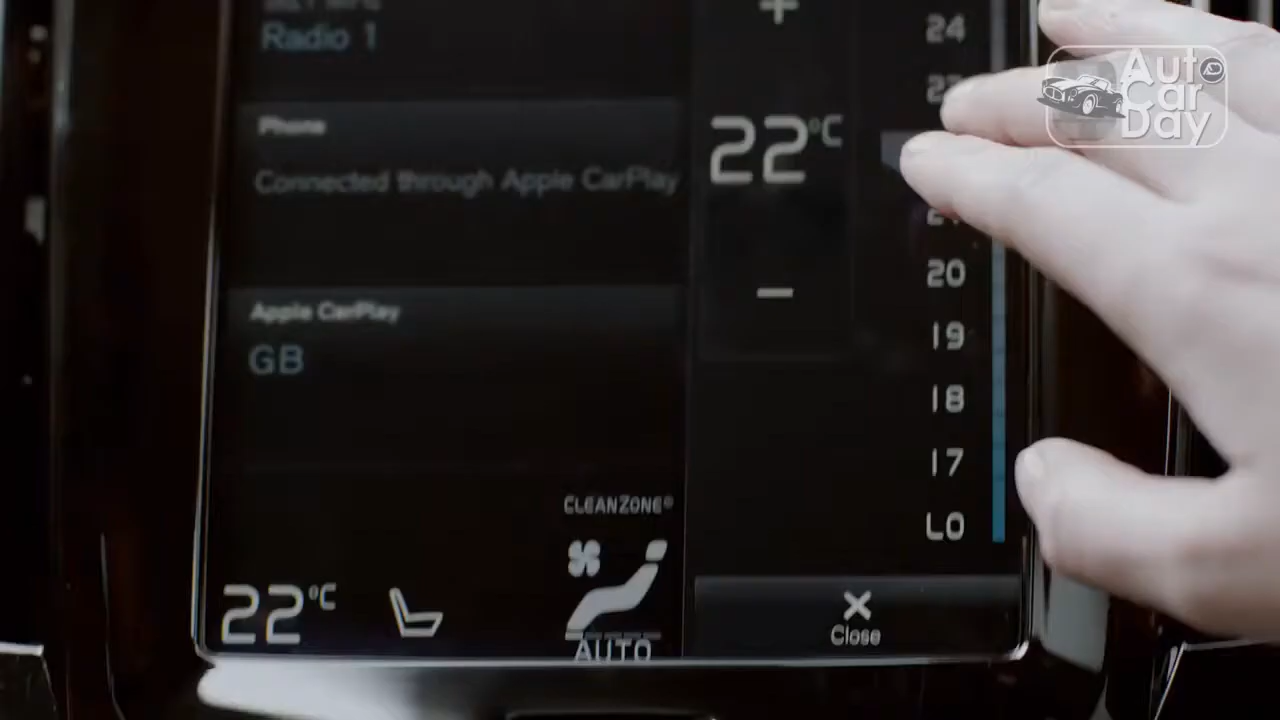 Radio 1
Phone
Connected through Apple CarPlay
Apple CarPlay
GB
CLEANZONE®
22°C
AUTO
+
22°C
−
24
20
19
18
17
LO
Close
Auto
Car
Day